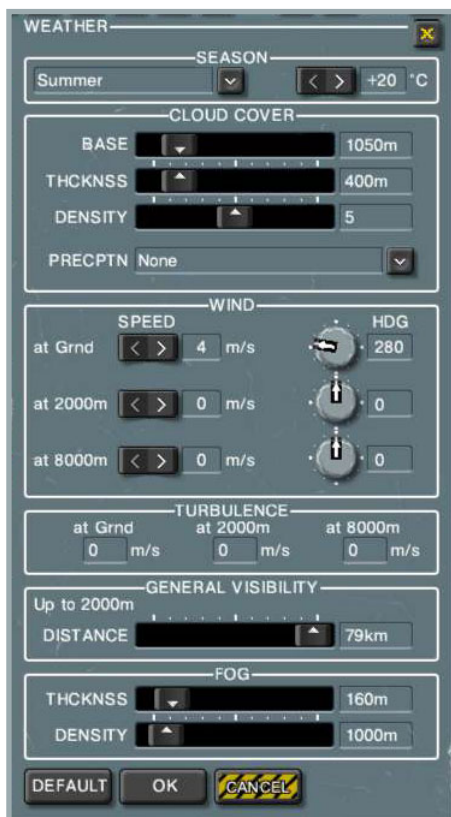 WEATHER
SEASON
Summer +20 °C
CLOUD COVER
BASE 1050m
THCKNSS 400m
DENSITY 5
PRECPTN None
WIND
SPEED HDG
at Grnd 4 m/s 280
at 2000m 0 m/s 0
at 8000m 0 m/s 0
TURBULENCE
at Grnd at 2000m at 8000m
0 m/s 0 m/s 0 m/s
GENERAL VISIBILITY
Up to 2000m
DISTANCE 79km
FOG
THCKNSS 160m
DENSITY 1000m
DEFAULT OK CANCEL